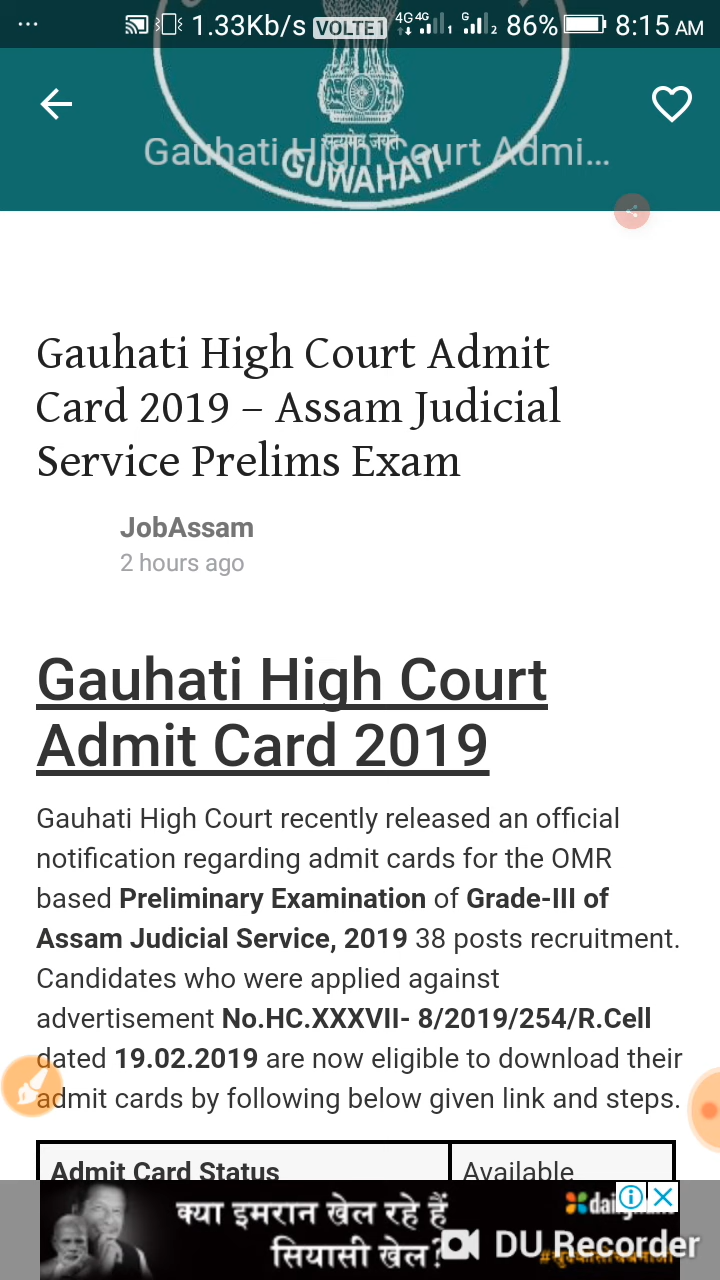 ... 1.33Kb/s VOLTE1 4G 4G 1 G 2 86% 8:15 AM
सत्यमेव जयते
Gauhati High Court Admi...
GUWAHATI
Gauhati High Court Admit
Card 2019 – Assam Judicial
Service Prelims Exam
JobAssam
2 hours ago
Gauhati High Court
Admit Card 2019
Gauhati High Court recently released an official
notification regarding admit cards for the OMR
based Preliminary Examination of Grade-III of
Assam Judicial Service, 2019 38 posts recruitment.
Candidates who were applied against
advertisement No.HC.XXXVII- 8/2019/254/R.Cell
dated 19.02.2019 are now eligible to download their
admit cards by following below given link and steps.
Admit Card Status Available
क्या इमरान खेल रहे हैं
सियासी खेल?
DU Recorder